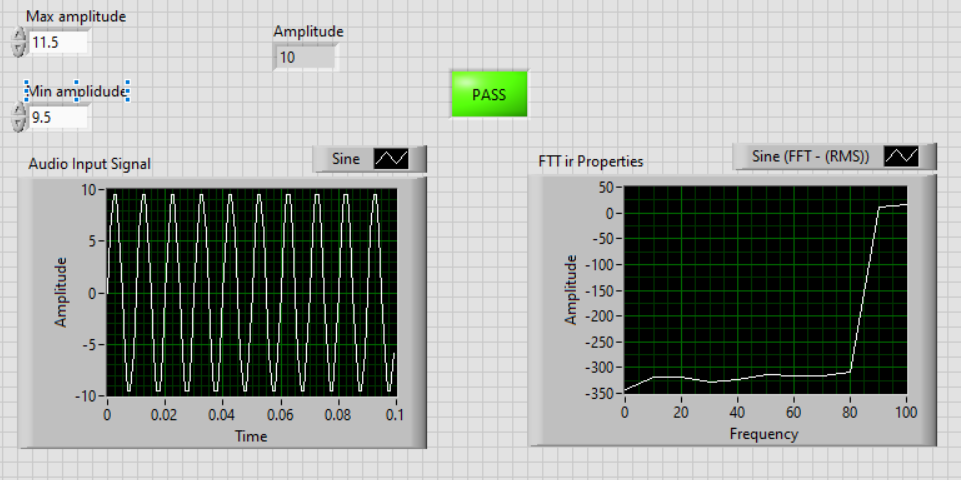 Max amplitude
11.5
Amplitude
10
Min amplidude
9.5
PASS
Audio Input Signal
Sine
Amplitude
10
5
0
-5
-10
0 0.02 0.04 0.06 0.08 0.1
Time
FTT ir Properties
Sine (FFT - (RMS))
Amplitude
50
0
-50
-100
-150
-200
-250
-300
-350
0 20 40 60 80 100
Frequency